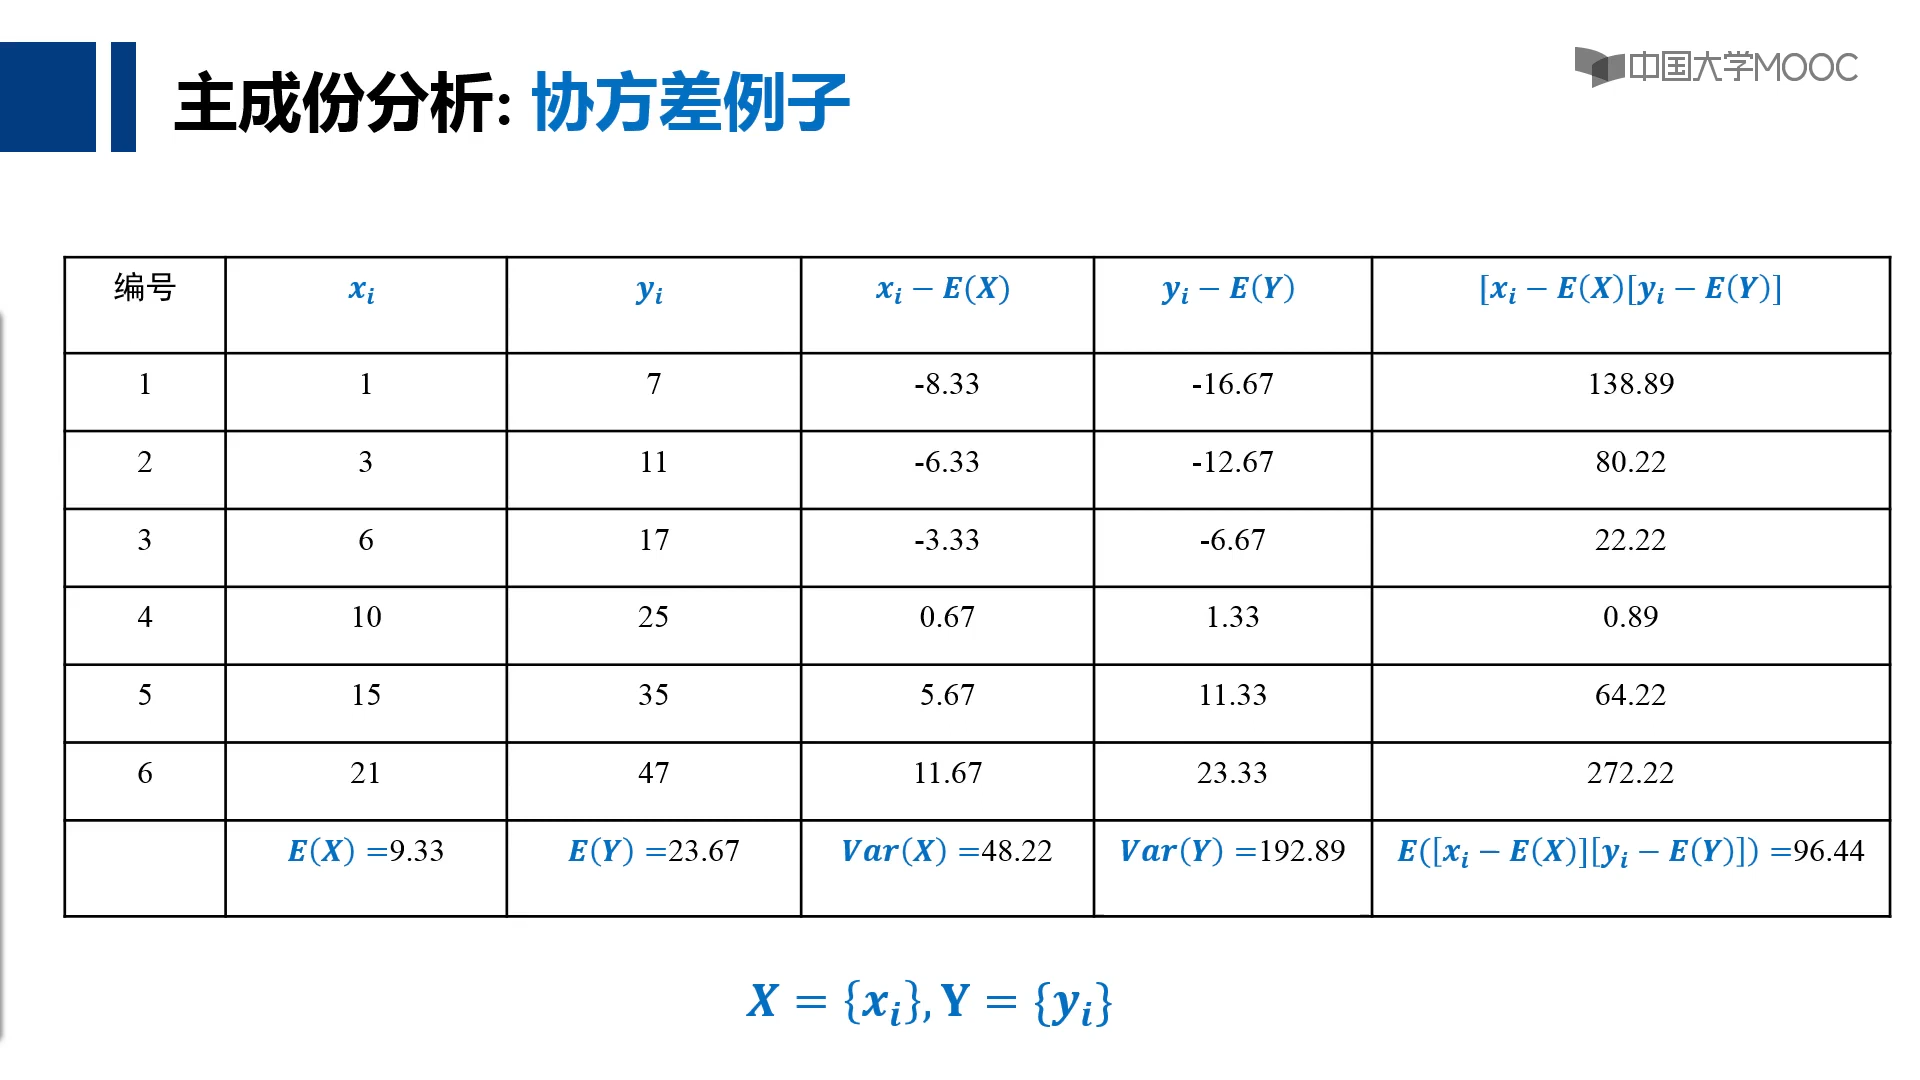 中国大学MOOC
主成份分析: 协方差例子
编号 xᵢ yᵢ xᵢ − E(X) yᵢ − E(Y) [xᵢ − E(X)[yᵢ − E(Y)]
1 1 7 -8.33 -16.67 138.89
2 3 11 -6.33 -12.67 80.22
3 6 17 -3.33 -6.67 22.22
4 10 25 0.67 1.33 0.89
5 15 35 5.67 11.33 64.22
6 21 47 11.67 23.33 272.22
E(X) =9.33 E(Y) =23.67 Var(X) =48.22 Var(Y) =192.89 E([xᵢ − E(X)][yᵢ − E(Y)]) =96.44
X = {xᵢ}, Y = {yᵢ}